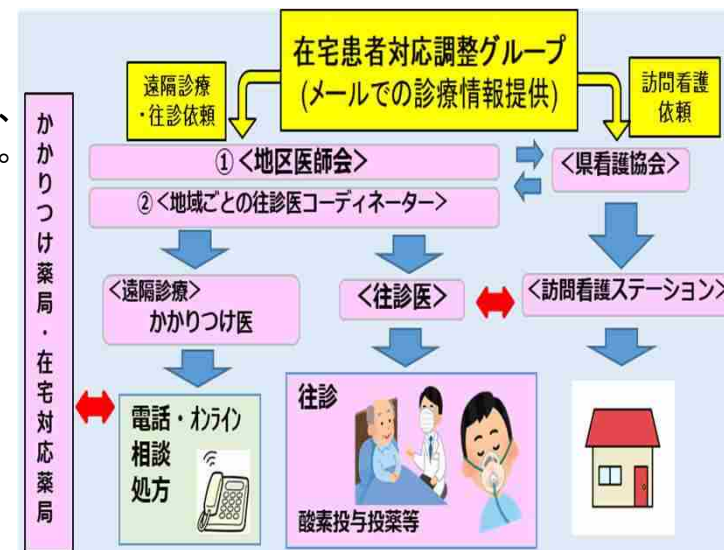 在宅患者対応調整グループ
(メールでの診療情報提供)
遠隔診療
・往診依頼
訪問看護
依頼
、
。
かかりつけ薬局・在宅対応薬局
①<地区医師会>
<県看護協会>
②<地域ごとの往診医コーディネーター>
<遠隔診療>
かかりつけ医
<往診医>
<訪問看護ステーション>
電話・オンライン
相談
処方
往診
酸素投与投薬等